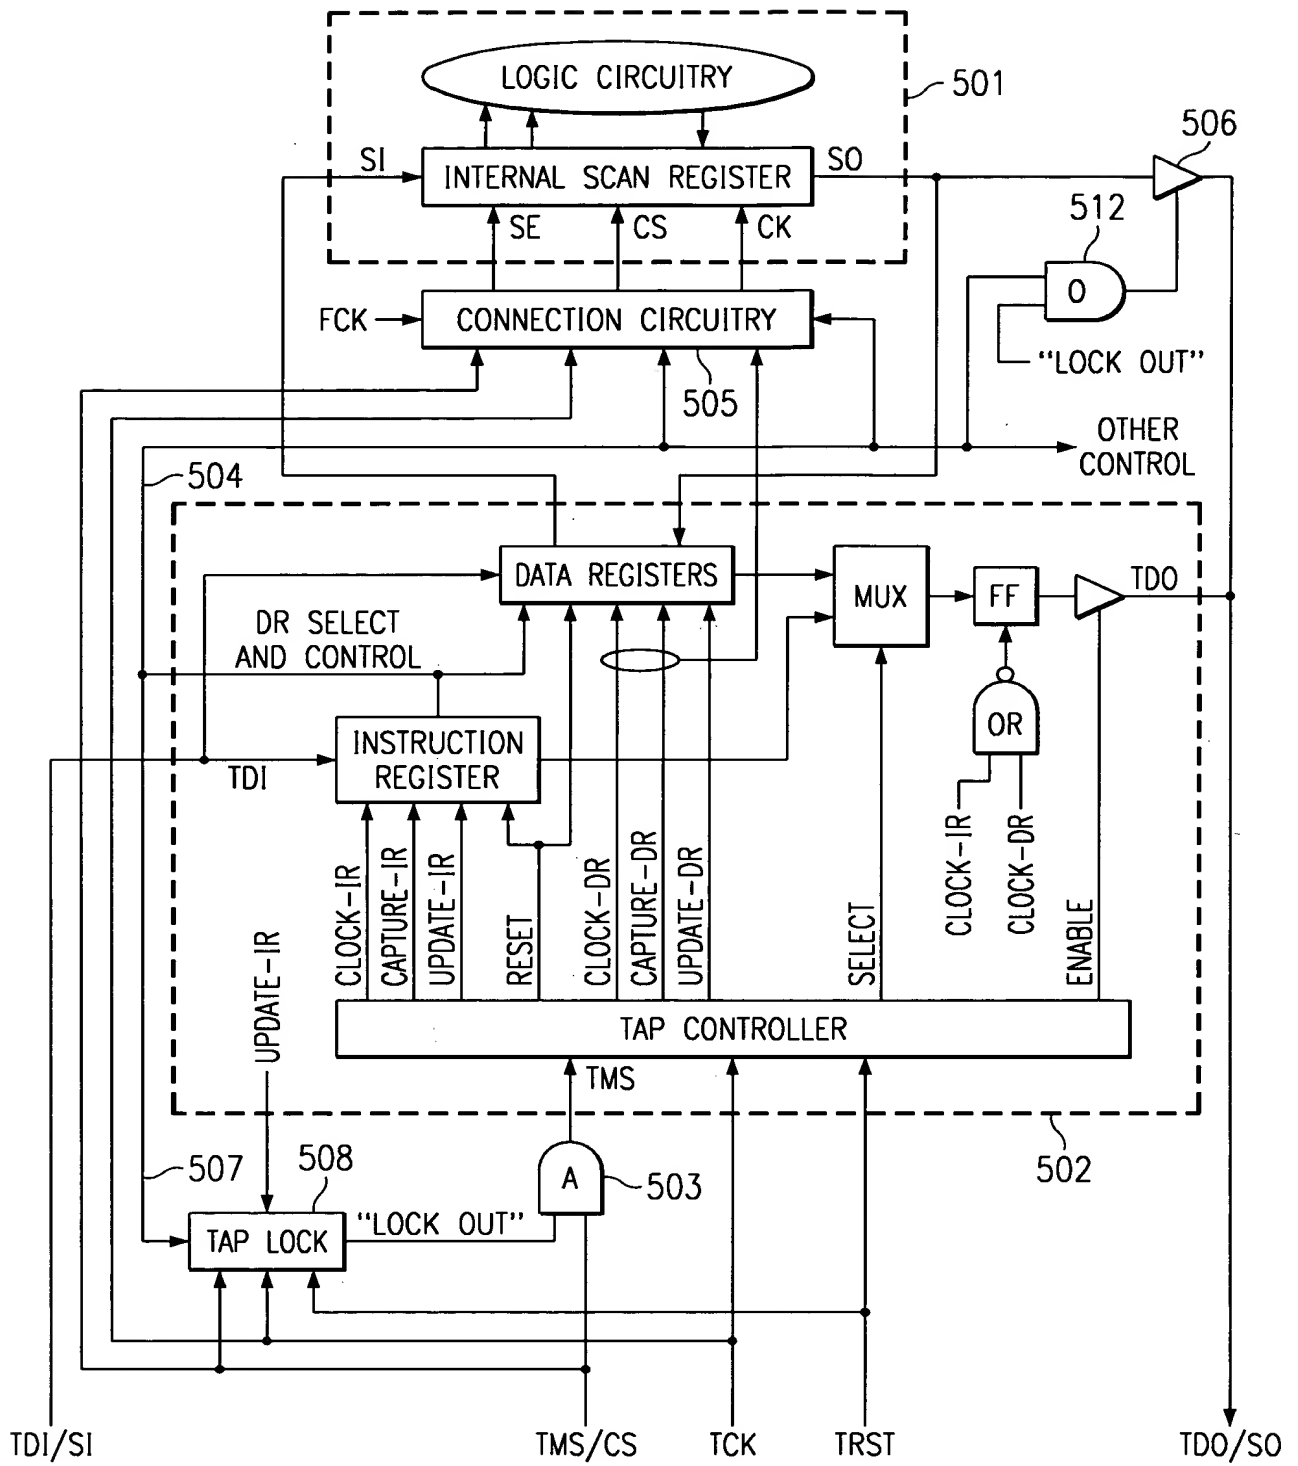 LOGIC CIRCUITRY
501
506
SI
INTERNAL SCAN REGISTER
SO
512
SE
CS
CK
O
FCK
CONNECTION CIRCUITRY
"LOCK OUT"
505
OTHER
CONTROL
504
DATA REGISTERS
MUX
FF
TDO
DR SELECT
AND CONTROL
OR
INSTRUCTION
REGISTER
TDI
CLOCK-IR
CAPTURE-IR
UPDATE-IR
RESET
CLOCK-DR
CAPTURE-DR
UPDATE-DR
SELECT
CLOCK-IR
CLOCK-DR
ENABLE
UPDATE-IR
TAP CONTROLLER
TMS
502
507
508
A
503
"LOCK OUT"
TAP LOCK
TDI/SI
TMS/CS
TCK
TRST
TDO/SO